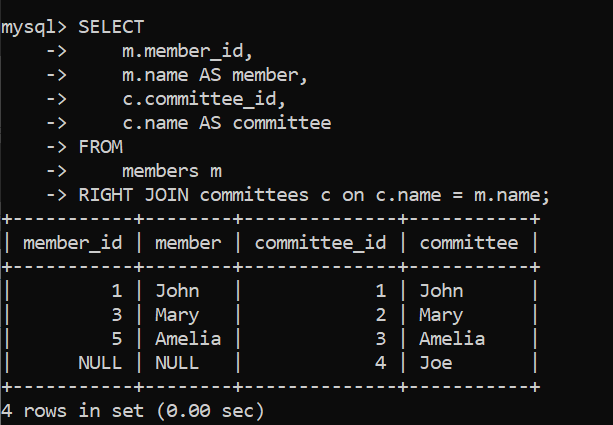 mysql> SELECT
    ->     m.member_id,
    ->     m.name AS member,
    ->     c.committee_id,
    ->     c.name AS committee
    -> FROM
    ->     members m
    -> RIGHT JOIN committees c on c.name = m.name;
+-----------+--------+--------------+-----------+
| member_id | member | committee_id | committee |
+-----------+--------+--------------+-----------+
|         1 | John   |            1 | John      |
|         3 | Mary   |            2 | Mary      |
|         5 | Amelia |            3 | Amelia    |
|      NULL | NULL   |            4 | Joe       |
+-----------+--------+--------------+-----------+
4 rows in set (0.00 sec)